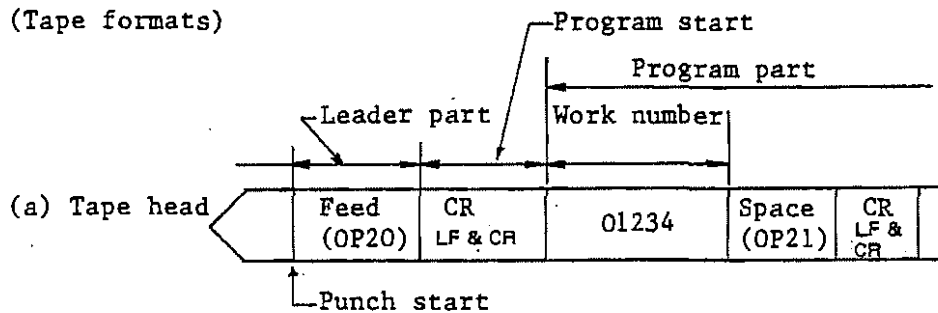 (Tape formats)
Program start
Program part
Leader part
Work number
(a) Tape head
Feed
(OP20)
CR
LF & CR
01234
Space
(OP21)
CR
LF &
CR
Punch start